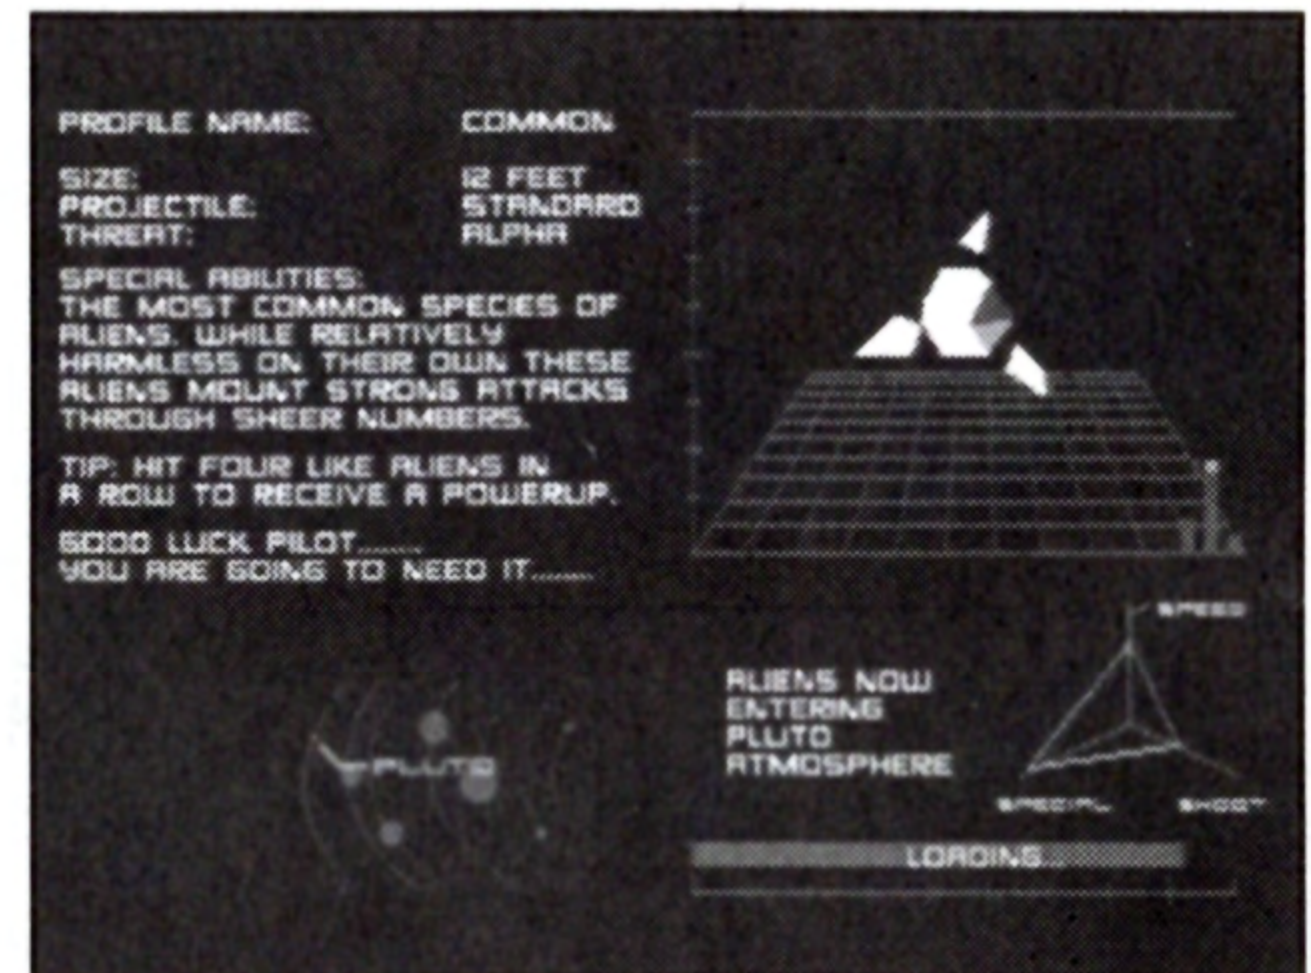 PROFILE NAME: COMMON
SIZE: 12 FEET
PROJECTILE: STANDARD
THREAT: ALPHA
SPECIAL ABILITIES:
THE MOST COMMON SPECIES OF
ALIENS. WHILE RELATIVELY
HARMLESS ON THEIR OWN THESE
ALIENS MOUNT STRONG ATTACKS
THROUGH SHEER NUMBERS.
TIP: HIT FOUR LIKE ALIENS IN
A ROW TO RECEIVE A POWERUP.
GOOD LUCK PILOT.......
YOU ARE GOING TO NEED IT.......
PLUTO
ALIENS NOW
ENTERING
PLUTO
ATMOSPHERE
SPEED
SPECIAL SHOOT
LOADING...